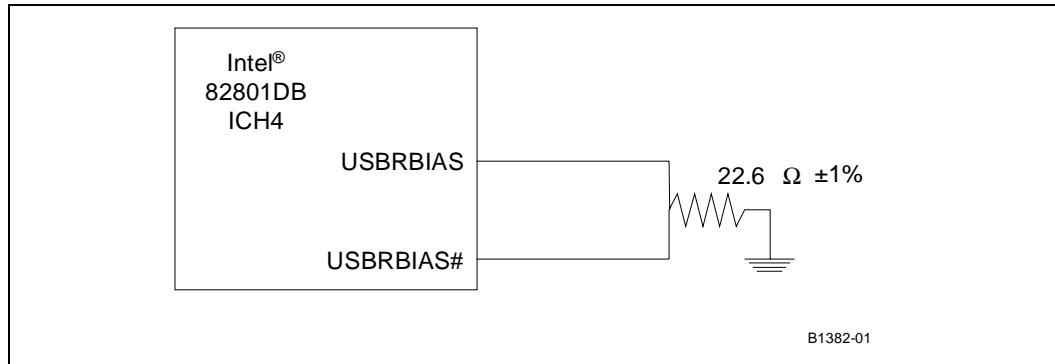 Intel®
82801DB
ICH4
USBRBIAS
22.6 Ω ±1%
USBRBIAS#
B1382-01